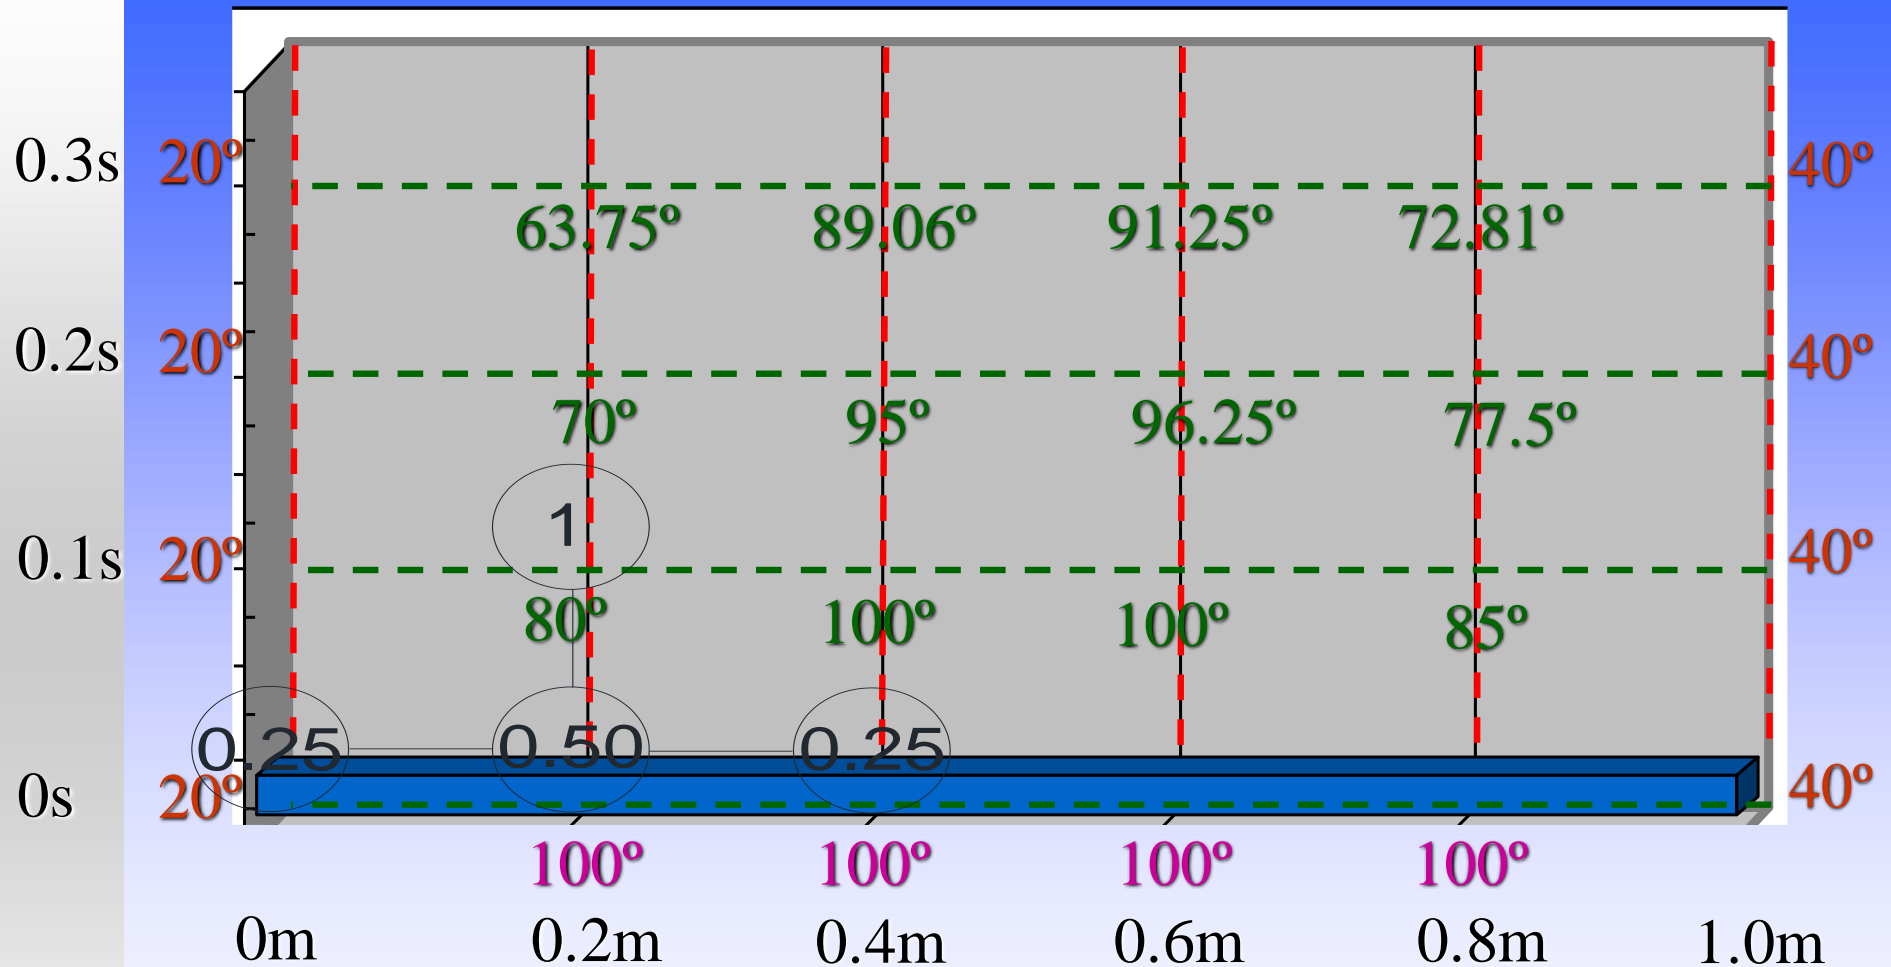 0.3s 20º 40º
63.75º 89.06º 91.25º 72.81º
0.2s 20º 40º
70º 95º 96.25º 77.5º
1
0.1s 20º 40º
80º 100º 100º 85º
0.25 0.50 0.25
0s 20º 40º
100º 100º 100º 100º
0m 0.2m 0.4m 0.6m 0.8m 1.0m